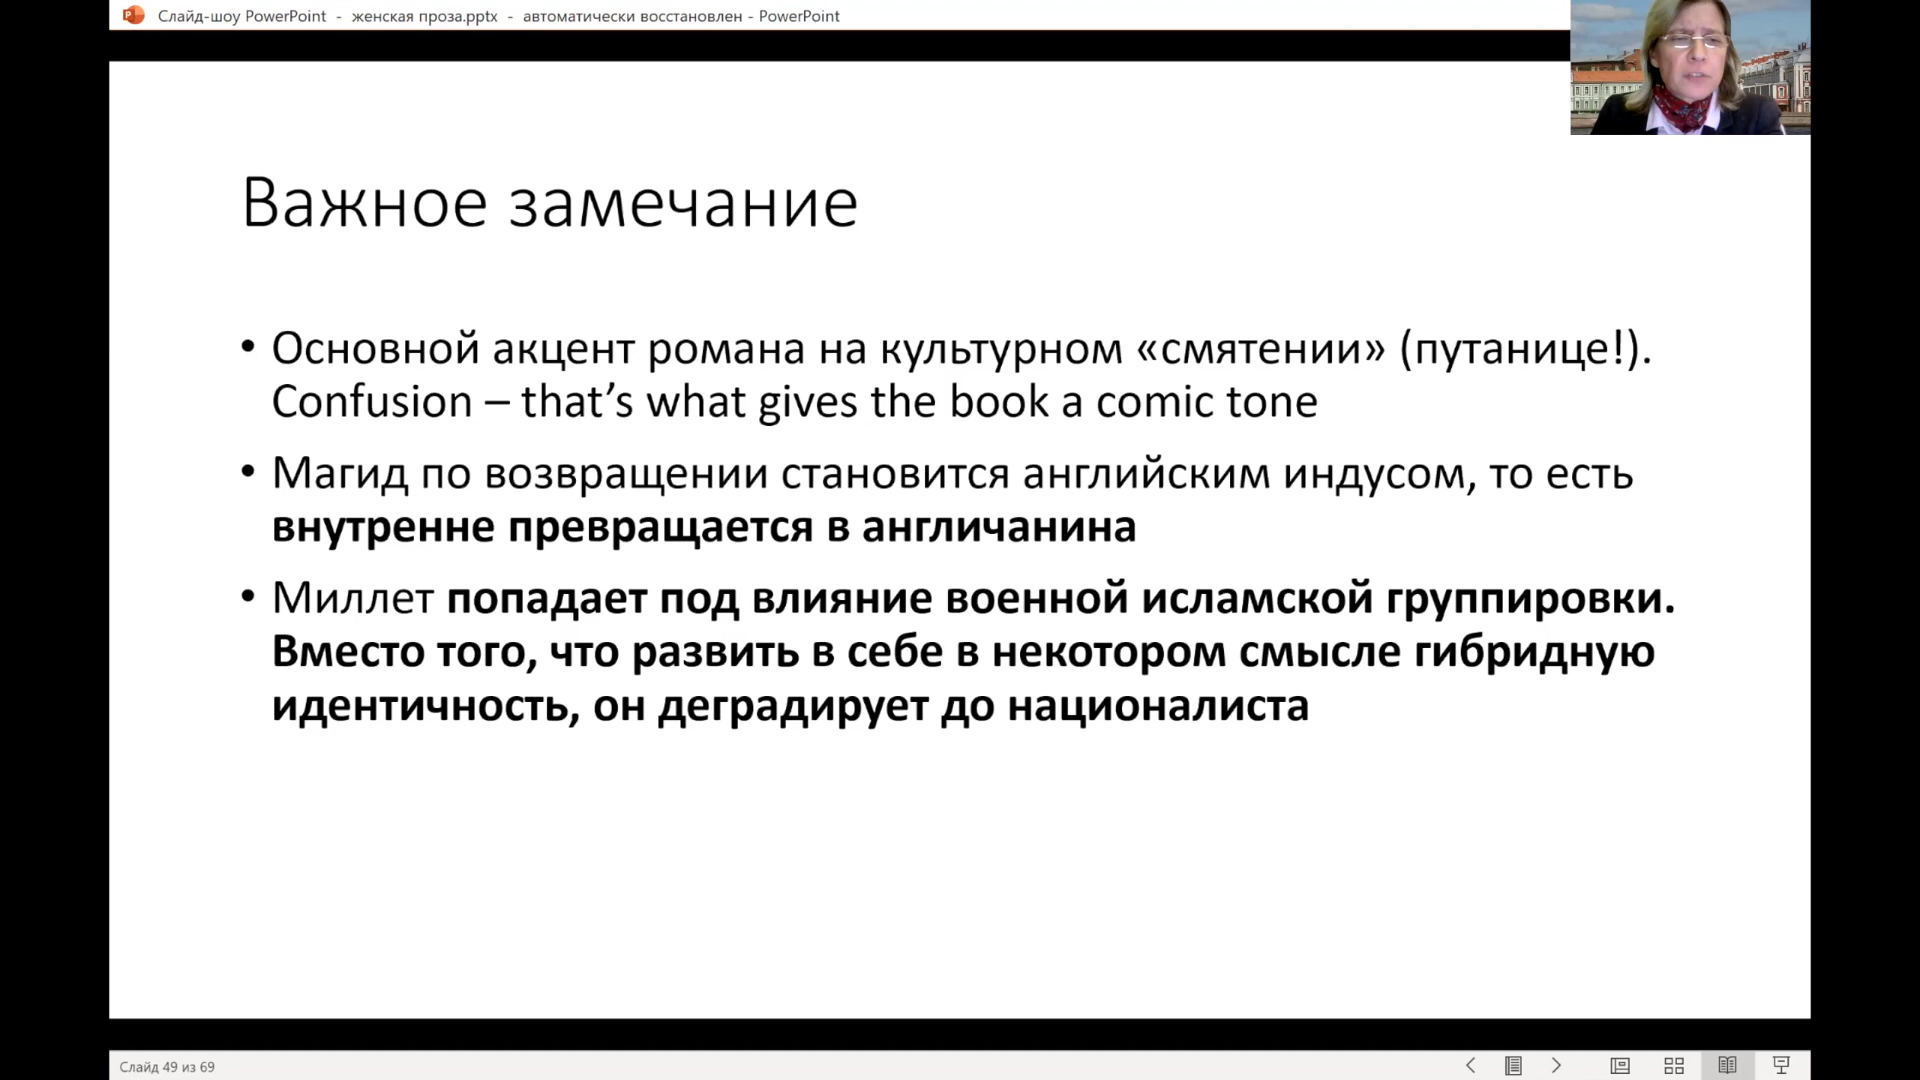 Слайд-шоу PowerPoint - женская проза.pptx - автоматически восстановлен - PowerPoint
Важное замечание
• Основной акцент романа на культурном «смятении» (путанице!).
Confusion – that’s what gives the book a comic tone
• Магид по возвращении становится английским индусом, то есть
внутренне превращается в англичанина
• Миллет попадает под влияние военной исламской группировки.
Вместо того, что развить в себе в некотором смысле гибридную
идентичность, он деградирует до националиста
Слайд 49 из 69